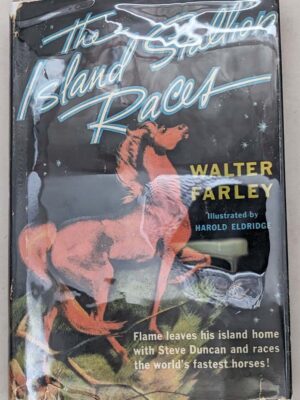 The
Island Stallion
Races
WALTER
FARLEY
Illustrated by
HAROLD ELDRIDGE
Flame leaves his island home
with Steve Duncan and races
the world's fastest horses!